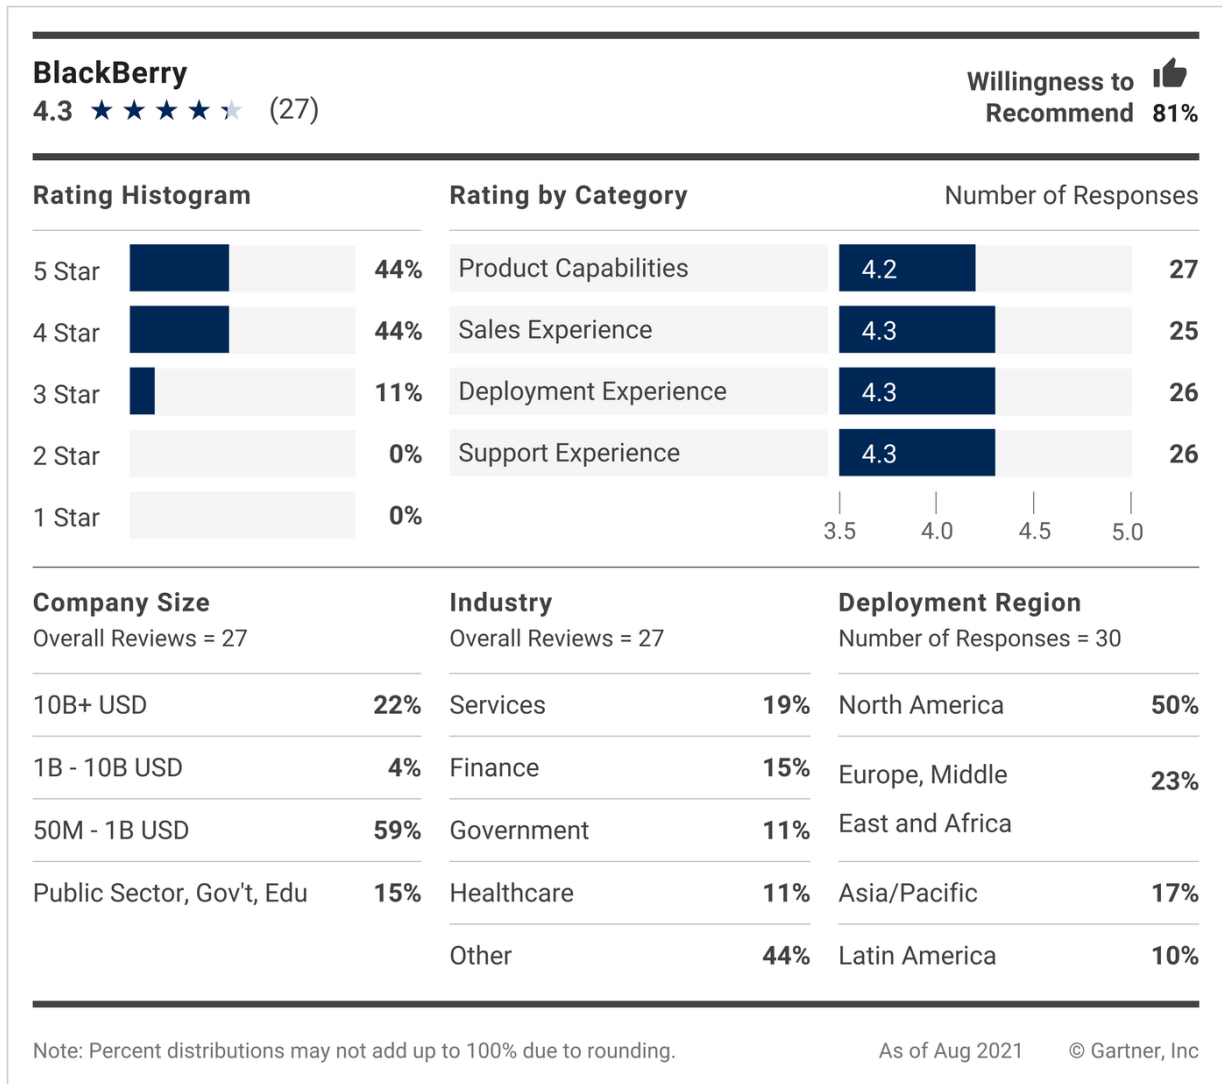 BlackBerry
4.3 (27)
Willingness to
Recommend 81%
Rating Histogram
5 Star 44%
4 Star 44%
3 Star 11%
2 Star 0%
1 Star 0%
Rating by Category Number of Responses
Product Capabilities 4.2 27
Sales Experience 4.3 25
Deployment Experience 4.3 26
Support Experience 4.3 26
3.5 4.0 4.5 5.0
Company Size
Overall Reviews = 27
10B+ USD 22%
1B - 10B USD 4%
50M - 1B USD 59%
Public Sector, Gov't, Edu 15%
Industry
Overall Reviews = 27
Services 19%
Finance 15%
Government 11%
Healthcare 11%
Other 44%
Deployment Region
Number of Responses = 30
North America 50%
Europe, Middle 23%
East and Africa
Asia/Pacific 17%
Latin America 10%
Note: Percent distributions may not add up to 100% due to rounding. As of Aug 2021 © Gartner, Inc